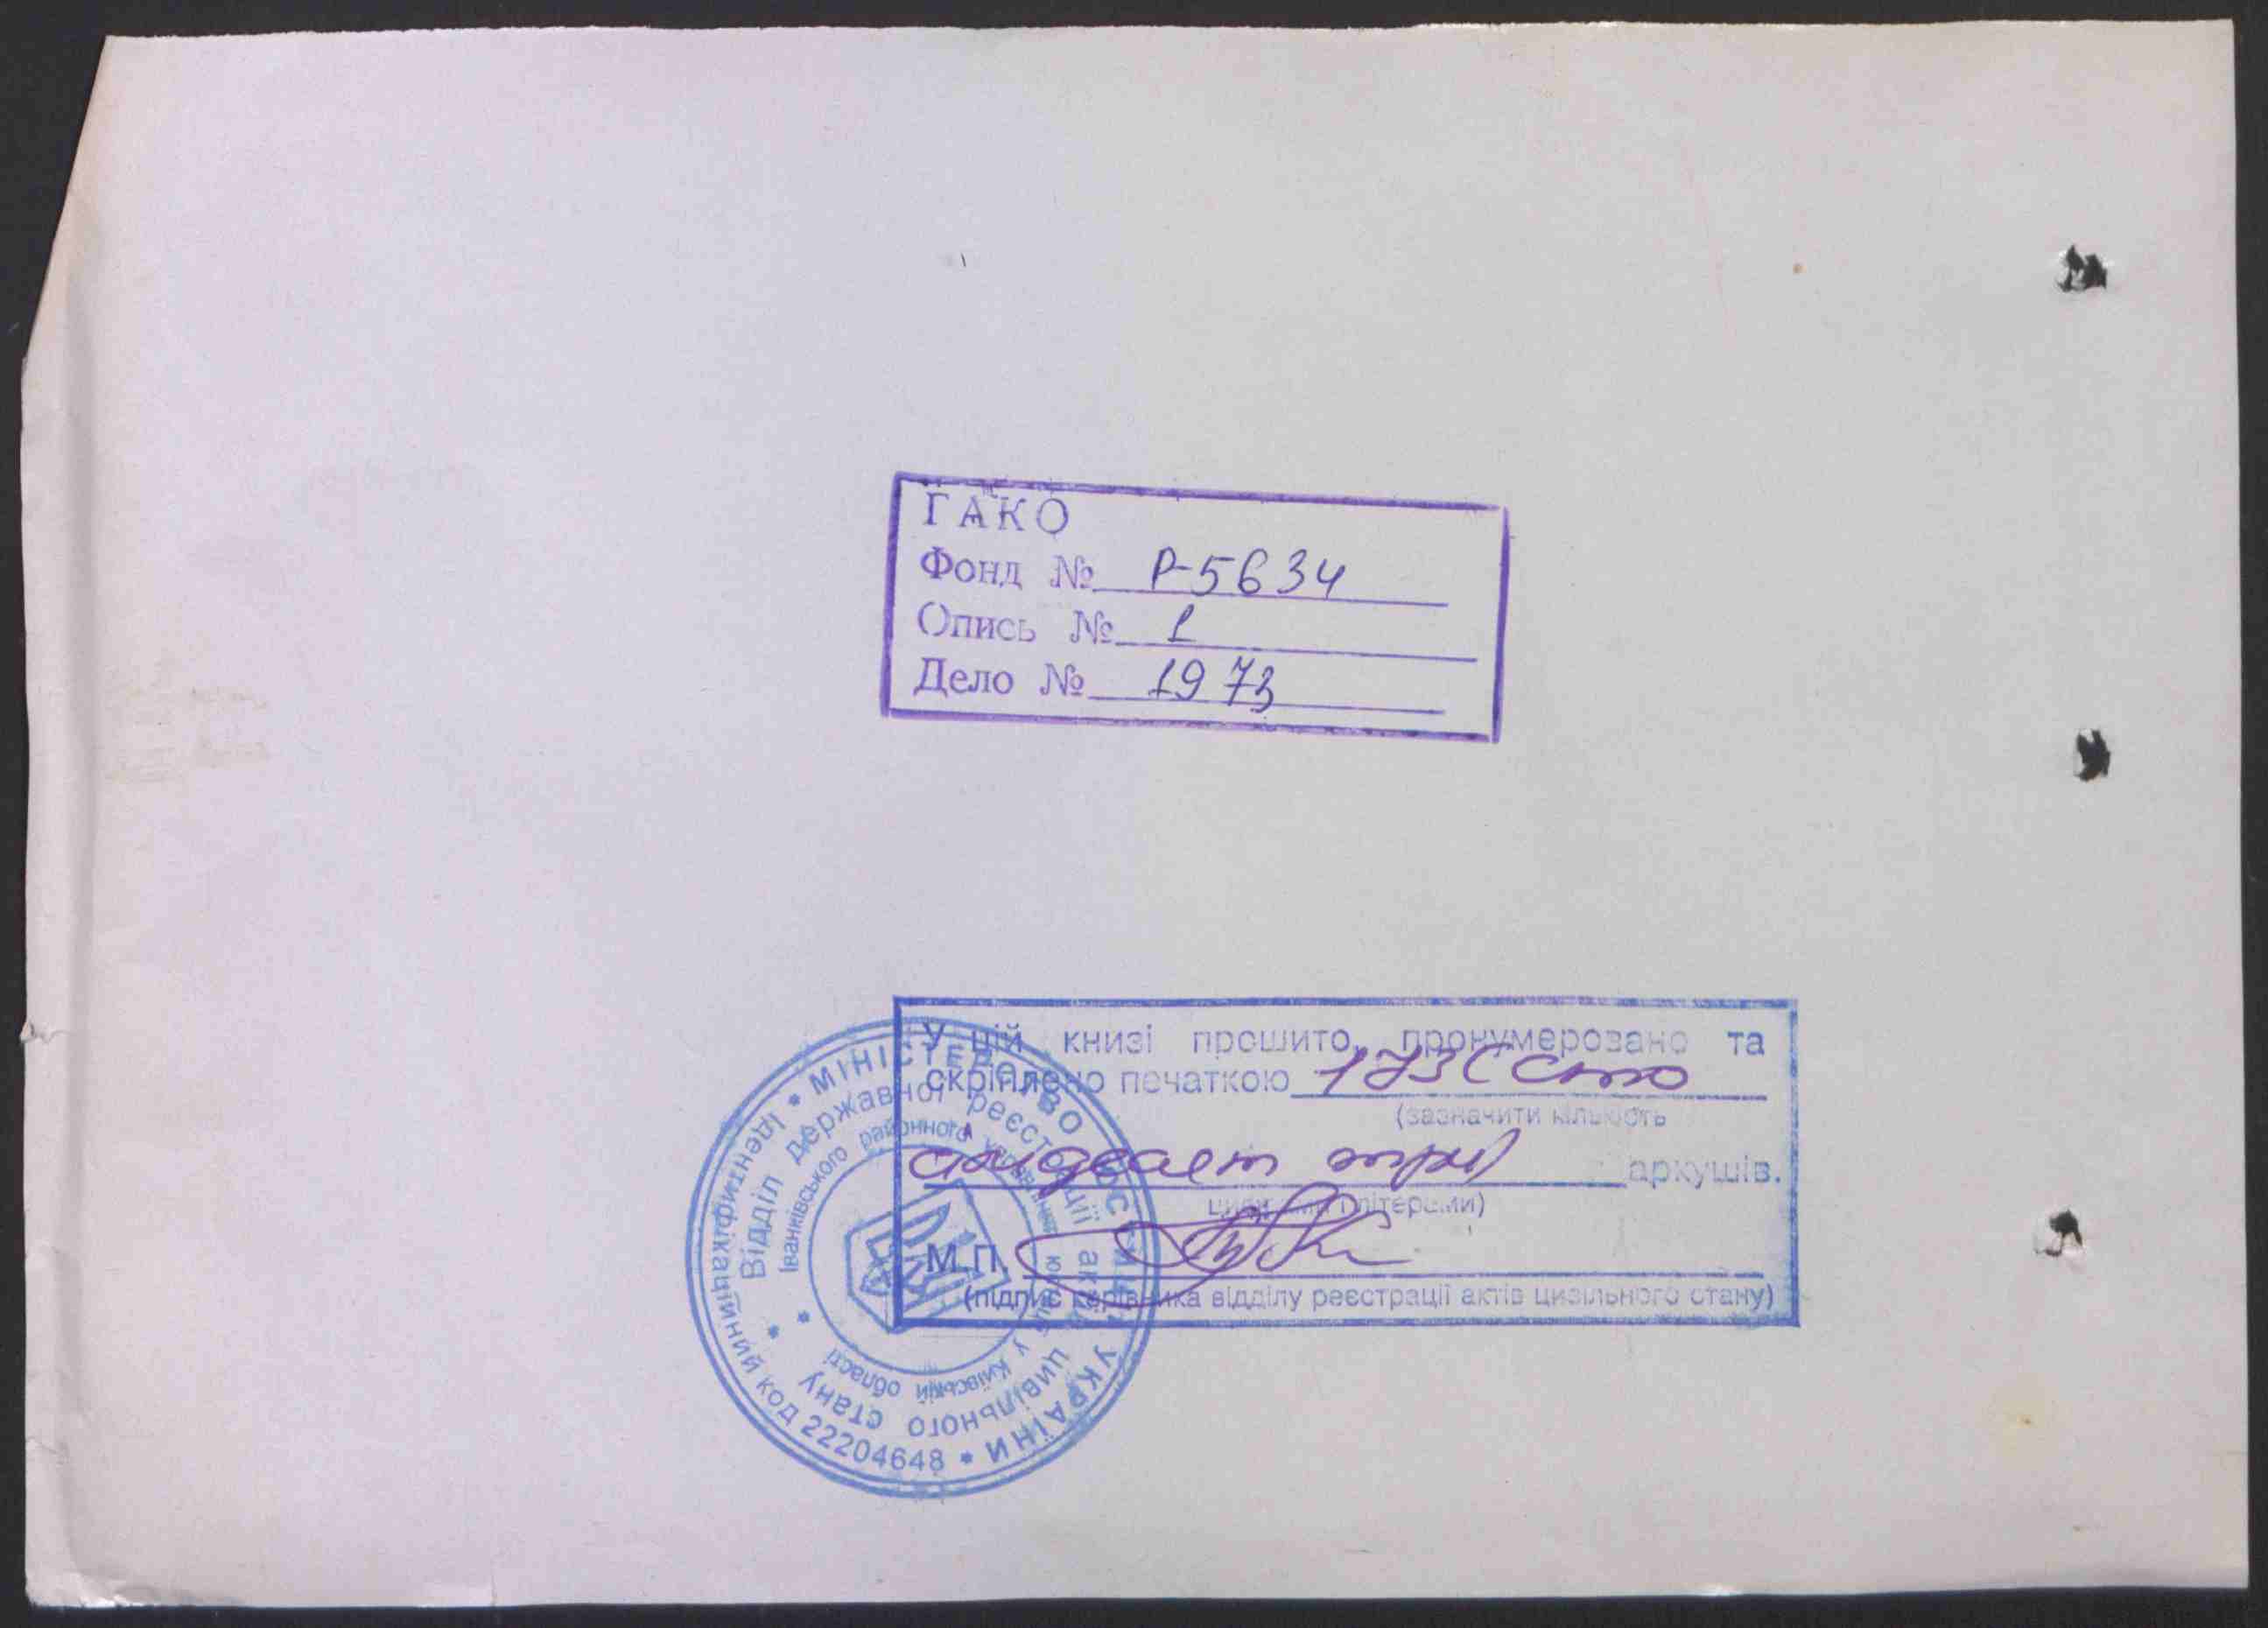 ГАКО
Фонд № Р-5634
Опись № 1
Дело № 1973
У цій книзі прошито, пронумеровано та
скріплено печаткою 173 (сто
(зазначити кількість
сімдесят три) аркушів.
цифрами і літерами)
М.П.
(підпис керівника відділу реєстрації актів цивільного стану)
* МІНІСТЕРСТВО ЮСТИЦІЇ УКРАЇНИ * Ідентифікаційний код 22204648
* Відділ державної реєстрації актів цивільного стану
* Іванківського районного управління юстиції у Київській області